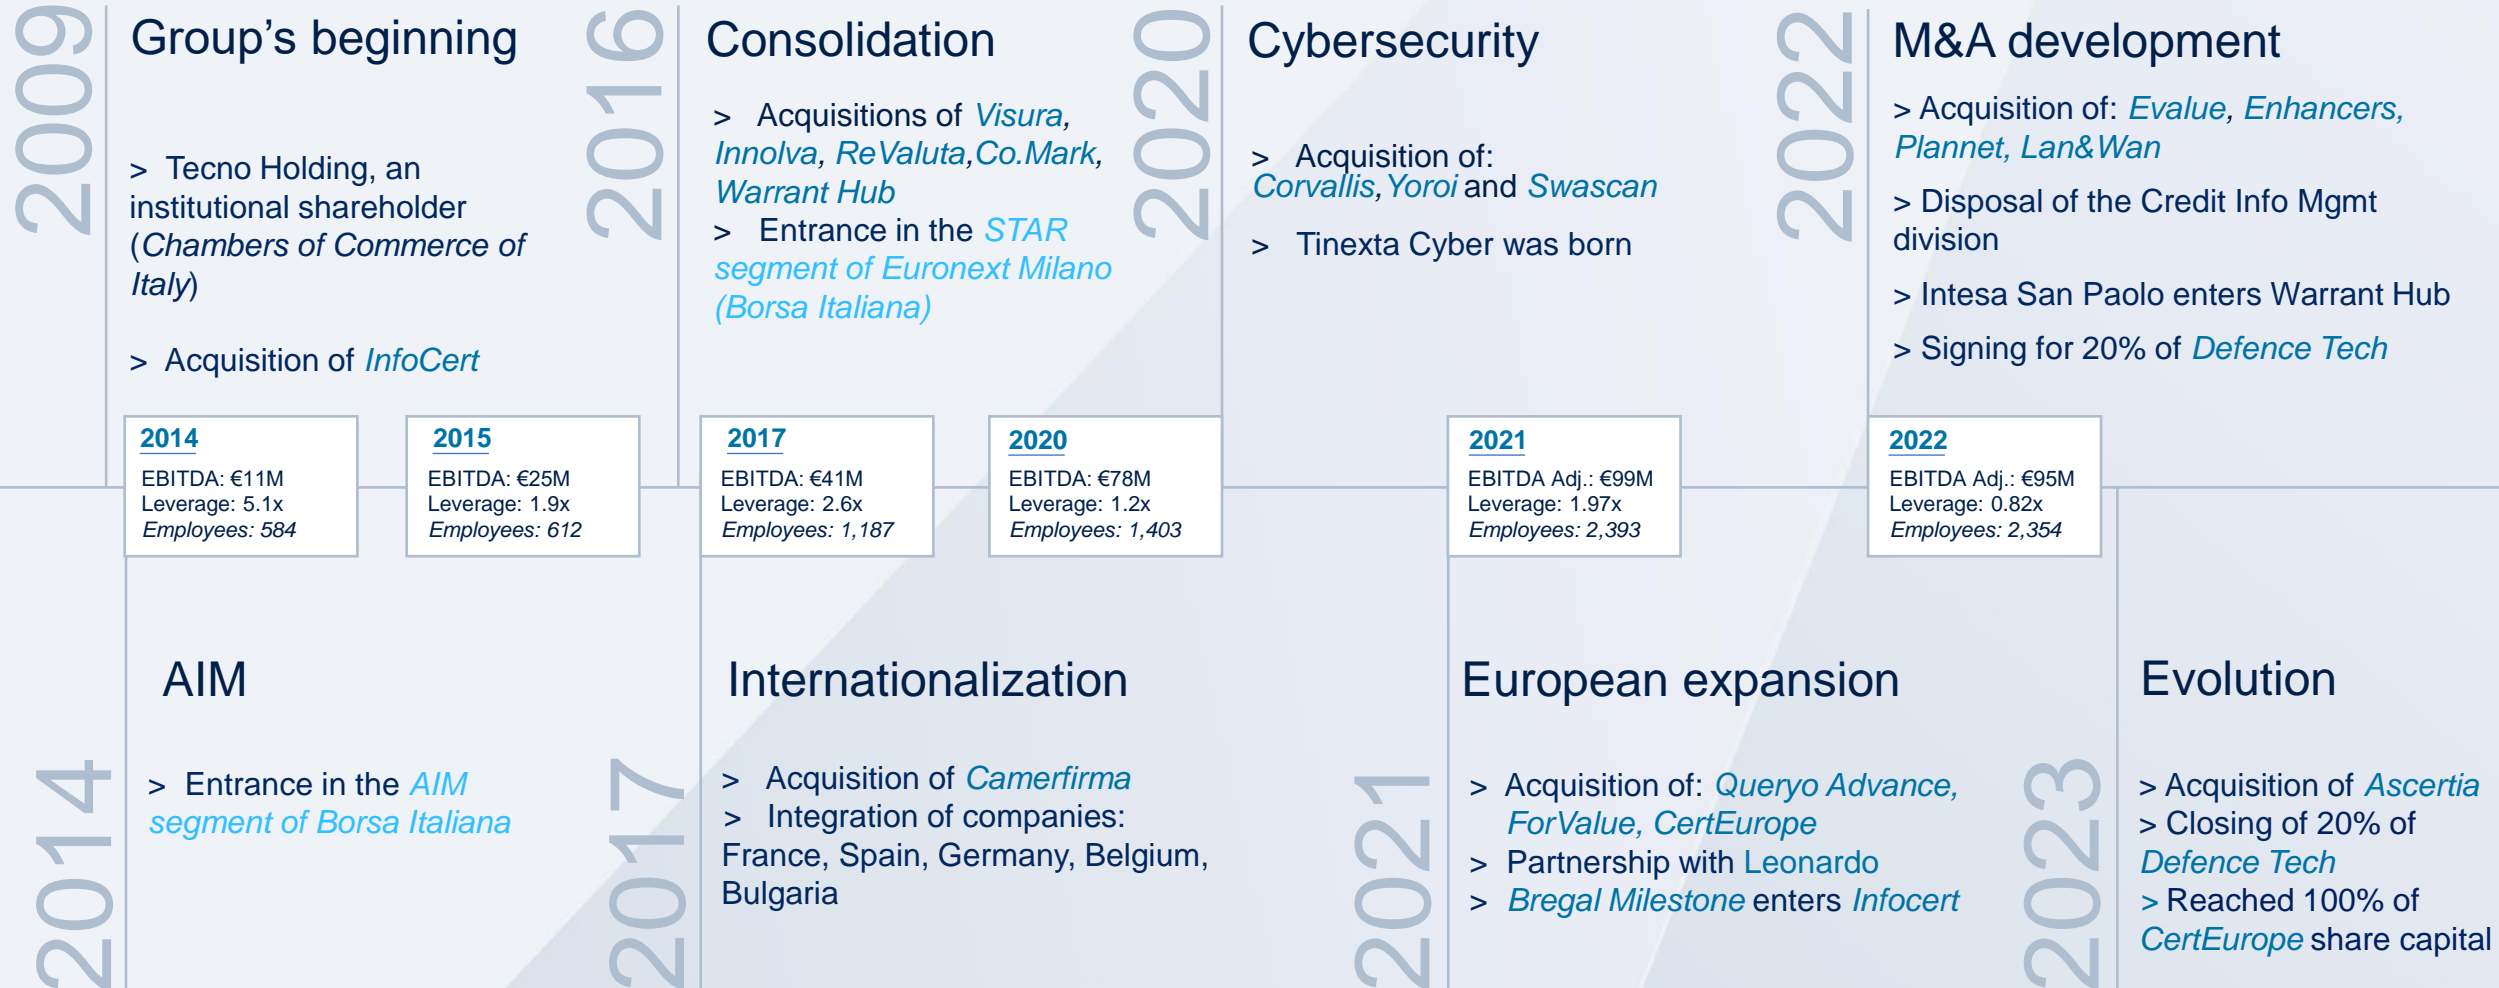 2009
Group's beginning
> Tecno Holding, an
institutional shareholder
(Chambers of Commerce of
Italy)
> Acquisition of InfoCert
2016
Consolidation
> Acquisitions of Visura,
Innolva, ReValuta,Co.Mark,
Warrant Hub
> Entrance in the STAR
segment of Euronext Milano
(Borsa Italiana)
2020
Cybersecurity
> Acquisition of:
Corvallis,Yoroi and Swascan
> Tinexta Cyber was born
2022
M&A development
> Acquisition of: Evalue, Enhancers,
Plannet, Lan&Wan
> Disposal of the Credit Info Mgmt
division
> Intesa San Paolo enters Warrant Hub
> Signing for 20% of Defence Tech
2014
EBITDA: €11M
Leverage: 5.1x
Employees: 584
2015
EBITDA: €25M
Leverage: 1.9x
Employees: 612
2017
EBITDA: €41M
Leverage: 2.6x
Employees: 1,187
2020
EBITDA: €78M
Leverage: 1.2x
Employees: 1,403
2021
EBITDA Adj.: €99M
Leverage: 1.97x
Employees: 2,393
2022
EBITDA Adj.: €95M
Leverage: 0.82x
Employees: 2,354
2014
AIM
> Entrance in the AIM
segment of Borsa Italiana
2017
Internationalization
> Acquisition of Camerfirma
> Integration of companies:
France, Spain, Germany, Belgium,
Bulgaria
2021
European expansion
> Acquisition of: Queryo Advance,
ForValue, CertEurope
> Partnership with Leonardo
> Bregal Milestone enters Infocert
2023
Evolution
> Acquisition of Ascertia
> Closing of 20% of
Defence Tech
> Reached 100% of
CertEurope share capital